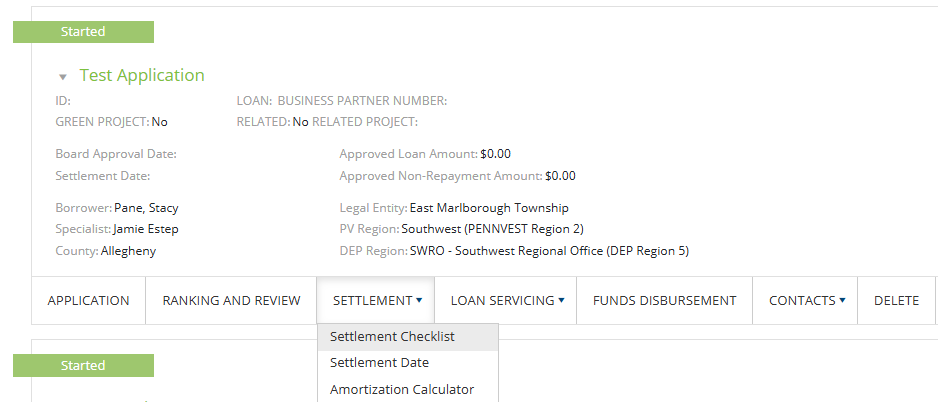 Started
Test Application
ID: LOAN: BUSINESS PARTNER NUMBER:
GREEN PROJECT: No RELATED: No RELATED PROJECT:
Board Approval Date: Approved Loan Amount: $0.00
Settlement Date: Approved Non-Repayment Amount: $0.00
Borrower: Pane, Stacy Legal Entity: East Marlborough Township
Specialist: Jamie Estep PV Region: Southwest (PENNVEST Region 2)
County: Allegheny DEP Region: SWRO - Southwest Regional Office (DEP Region 5)
APPLICATION RANKING AND REVIEW SETTLEMENT LOAN SERVICING FUNDS DISBURSEMENT CONTACTS DELETE
Settlement Checklist
Started
Settlement Date
Amortization Calculator